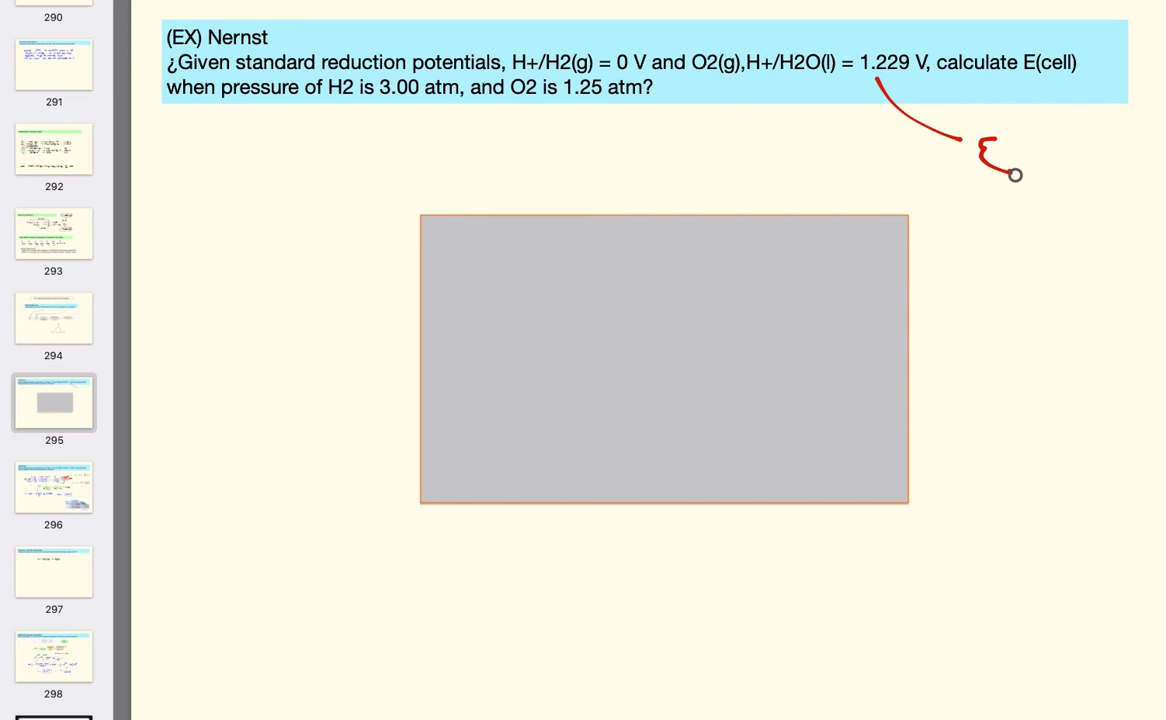 290
291
292
293
294
295
296
297
298
(EX) Nernst
¿Given standard reduction potentials, H+/H2(g) = 0 V and O2(g),H+/H2O(l) = 1.229 V, calculate E(cell)
when pressure of H2 is 3.00 atm, and O2 is 1.25 atm?
ε